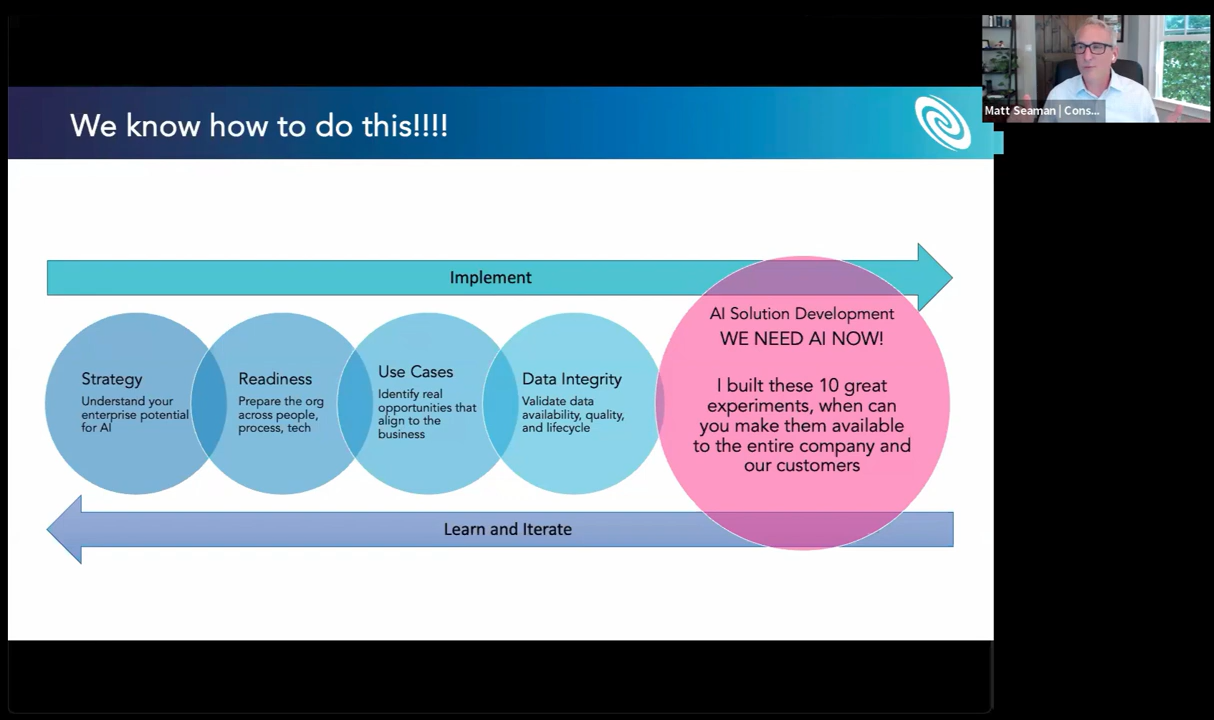 We know how to do this!!!!
Matt Seaman | Cons...
Implement
Strategy
Understand your
enterprise potential
for AI
Readiness
Prepare the org
across people,
process, tech
Use Cases
Identify real
opportunities that
align to the
business
Data Integrity
Validate data
availability, quality,
and lifecycle
AI Solution Development
WE NEED AI NOW!
I built these 10 great
experiments, when can
you make them available
to the entire company and
our customers
Learn and Iterate